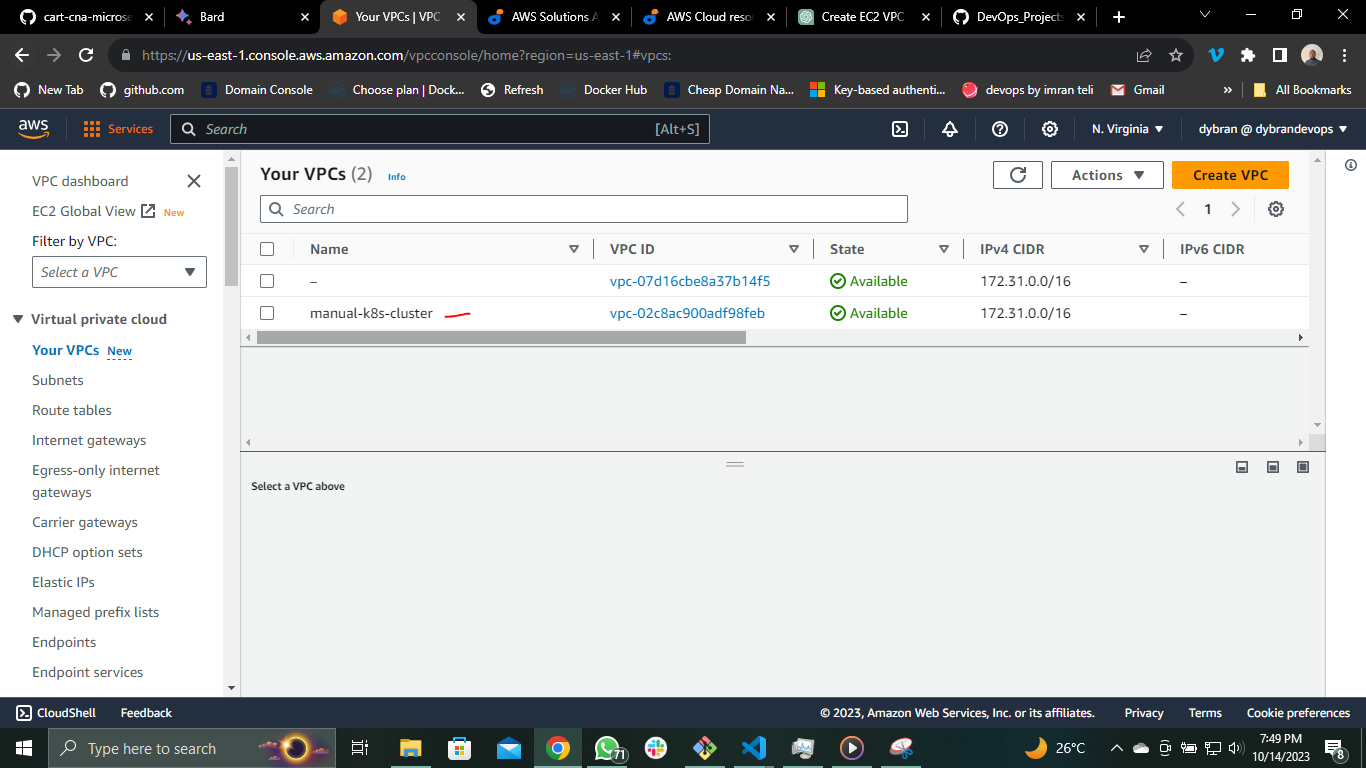 cart-cna-microse
Bard
Your VPCs | VPC
AWS Solutions A
AWS Cloud reso
Create EC2 VPC
DevOps_Projects
https://us-east-1.console.aws.amazon.com/vpcconsole/home?region=us-east-1#vpcs:
New Tab
github.com
Domain Console
Choose plan | Dock...
Refresh
Docker Hub
Cheap Domain Na...
Key-based authenti...
devops by imran teli
Gmail
»
All Bookmarks
aws
Services
Search
[Alt+S]
N. Virginia
dybran @ dybrandevops
VPC dashboard
EC2 Global View New
Filter by VPC:
Select a VPC
Virtual private cloud
Your VPCs New
Subnets
Route tables
Internet gateways
Egress-only internet
gateways
Carrier gateways
DHCP option sets
Elastic IPs
Managed prefix lists
Endpoints
Endpoint services
Your VPCs (2) Info
Actions
Create VPC
Search
1
Name VPC ID State IPv4 CIDR IPv6 CIDR
– vpc-07d16cbe8a37b14f5 Available 172.31.0.0/16 –
manual-k8s-cluster vpc-02c8ac900adf98feb Available 172.31.0.0/16 –
Select a VPC above
CloudShell
Feedback
© 2023, Amazon Web Services, Inc. or its affiliates.
Privacy
Terms
Cookie preferences
Type here to search
71
26°C
7:49 PM
10/14/2023
8